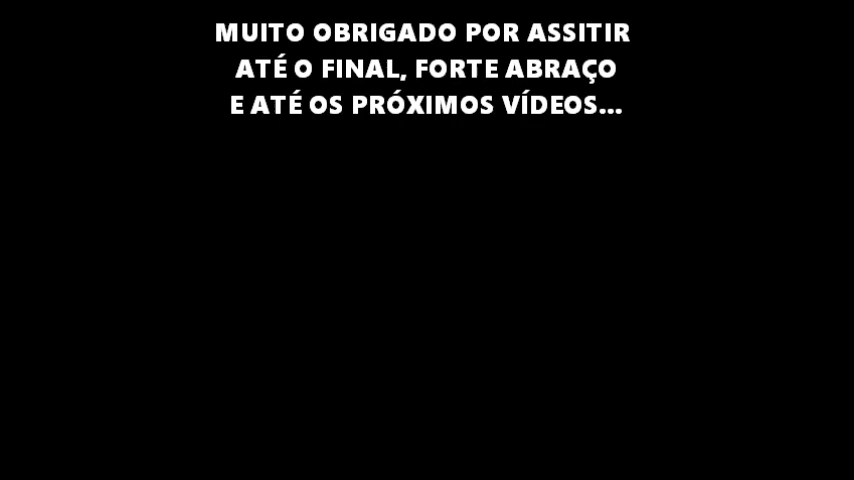 MUITO OBRIGADO POR ASSITIR
ATÉ O FINAL, FORTE ABRAÇO
E ATÉ OS PRÓXIMOS VÍDEOS...